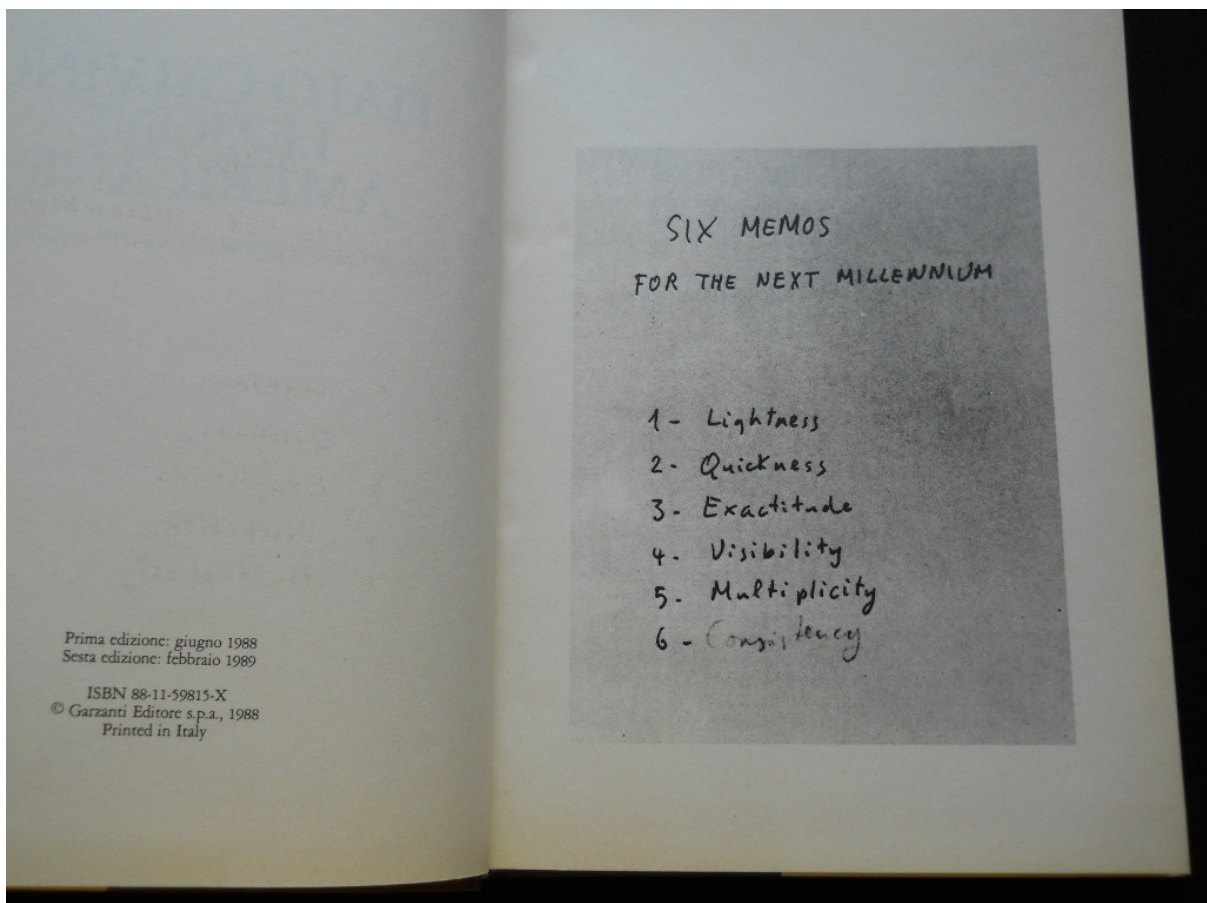 Prima edizione: giugno 1988
Sesta edizione: febbraio 1989
ISBN 88-11-59815-X
© Garzanti Editore s.p.a., 1988
Printed in Italy
SIX MEMOS
FOR THE NEXT MILLENNIUM
1 - Lightness
2 - Quickness
3 - Exactitude
4 - Visibility
5 - Multiplicity
6 - Consistency